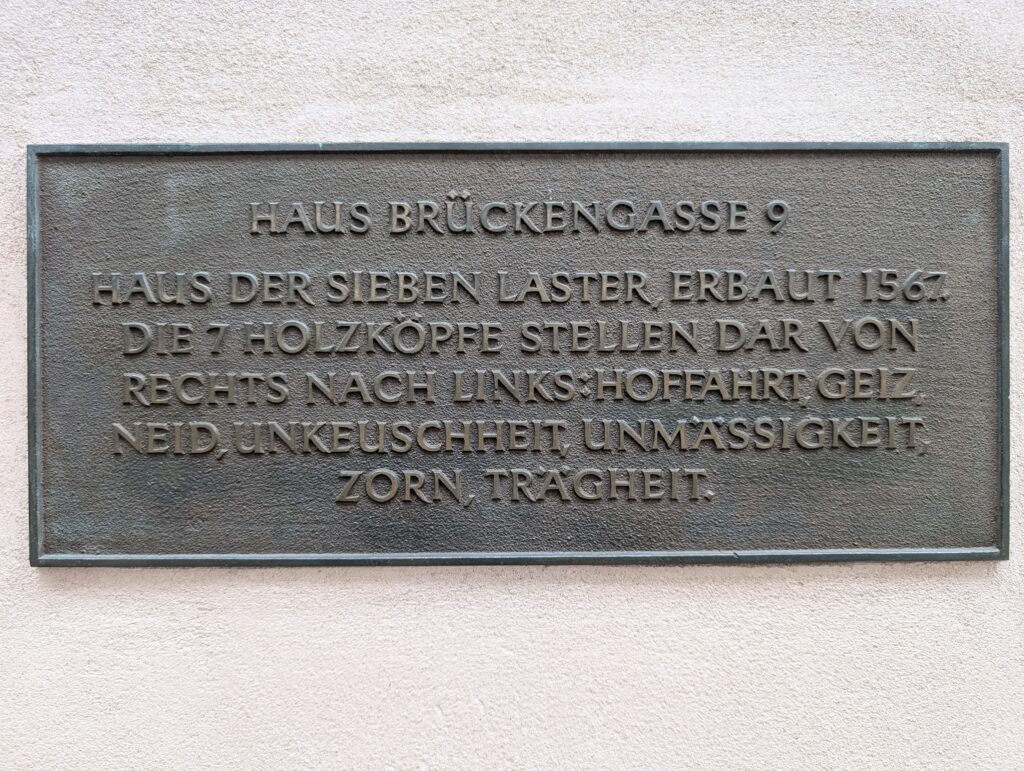 HAUS BRÜCKENGASSE 9
HAUS DER SIEBEN LASTER, ERBAUT 1567.
DIE 7 HOLZKÖPFE STELLEN DAR VON
RECHTS NACH LINKS: HOFFAHRT, GEIZ,
NEID, UNKEUSCHHEIT, UNMÄSSIGKEIT,
ZORN, TRÄGHEIT.